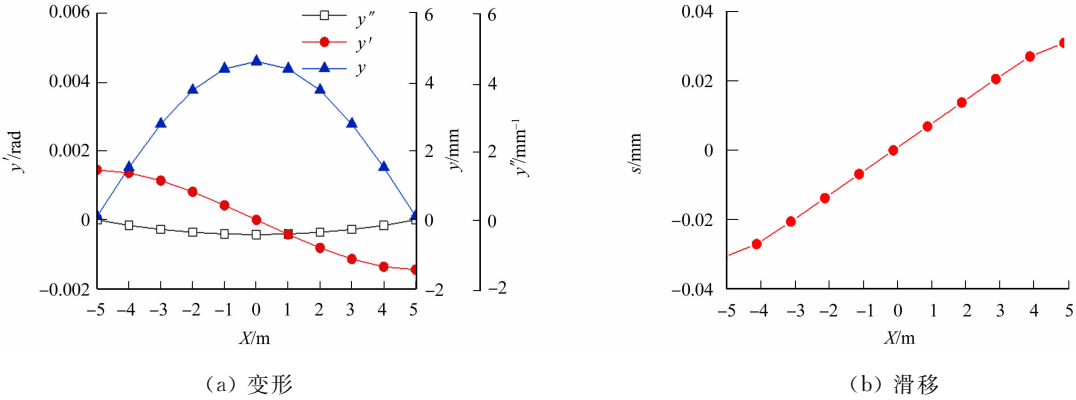 y″
y′
y
0.006
0.004
0.002
0
−0.002
y′/rad
6
4
2
0
−2
y/mm
6
4
2
0
−2
y″/mm⁻¹
−5 −4 −3 −2 −1 0 1 2 3 4 5
X/m
(a) 变形
0.04
0.02
0
−0.02
−0.04
s/mm
−5 −4 −3 −2 −1 0 1 2 3 4 5
X/m
(b) 滑移